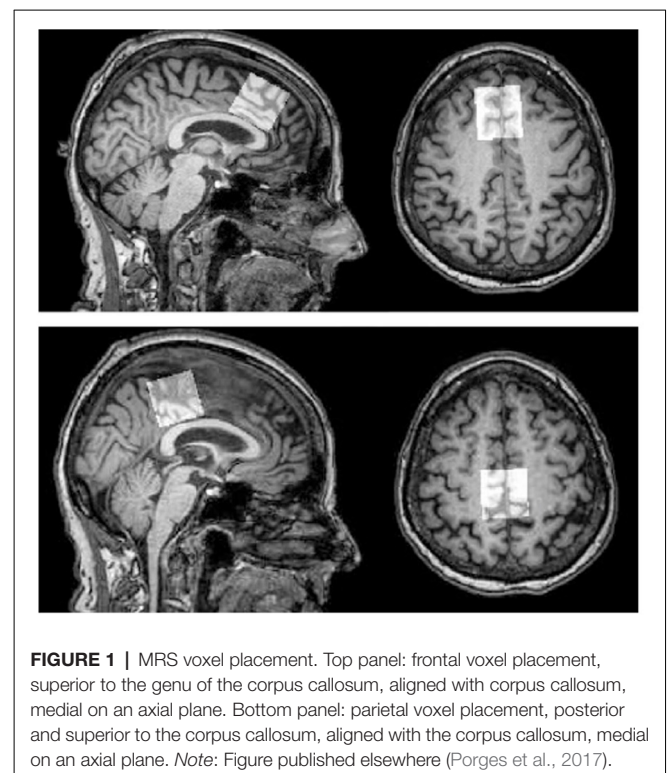 FIGURE 1 | MRS voxel placement. Top panel: frontal voxel placement,
superior to the genu of the corpus callosum, aligned with corpus callosum,
medial on an axial plane. Bottom panel: parietal voxel placement, posterior
and superior to the corpus callosum, aligned with the corpus callosum, medial
on an axial plane. Note: Figure published elsewhere (Porges et al., 2017).